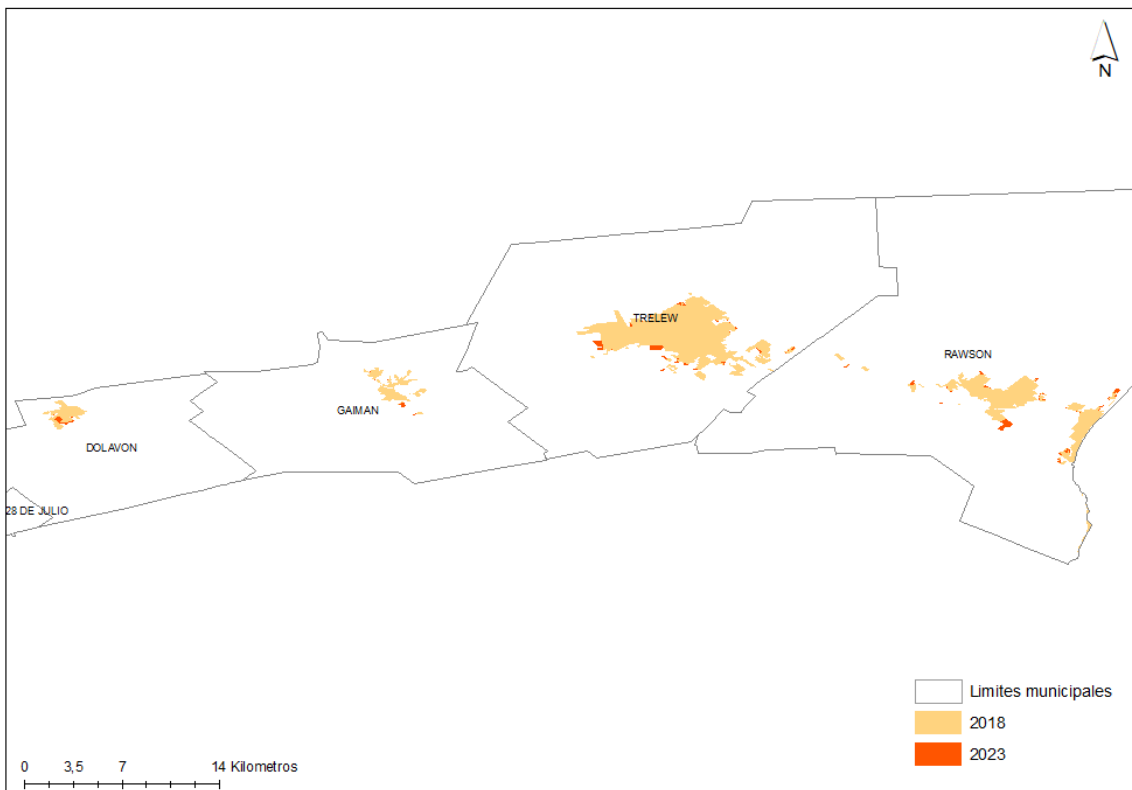 N
TRELEW
RAWSON
GAIMAN
DOLAVON
28 DE JULIO
Limites municipales
2018
2023
0 3,5 7 14 Kilometros